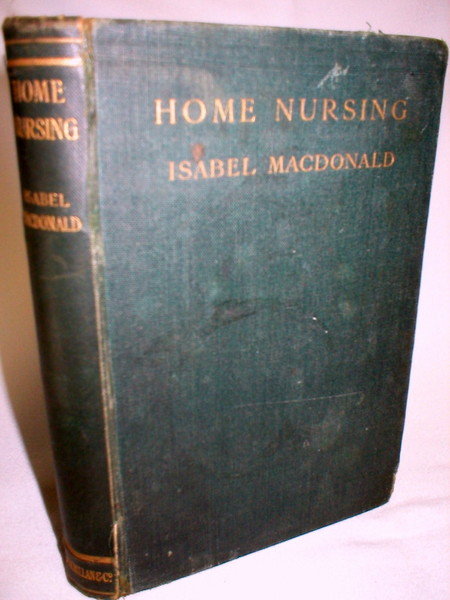 HOME
NURSING
ISABEL
MACDONALD
HOME NURSING
ISABEL MACDONALD